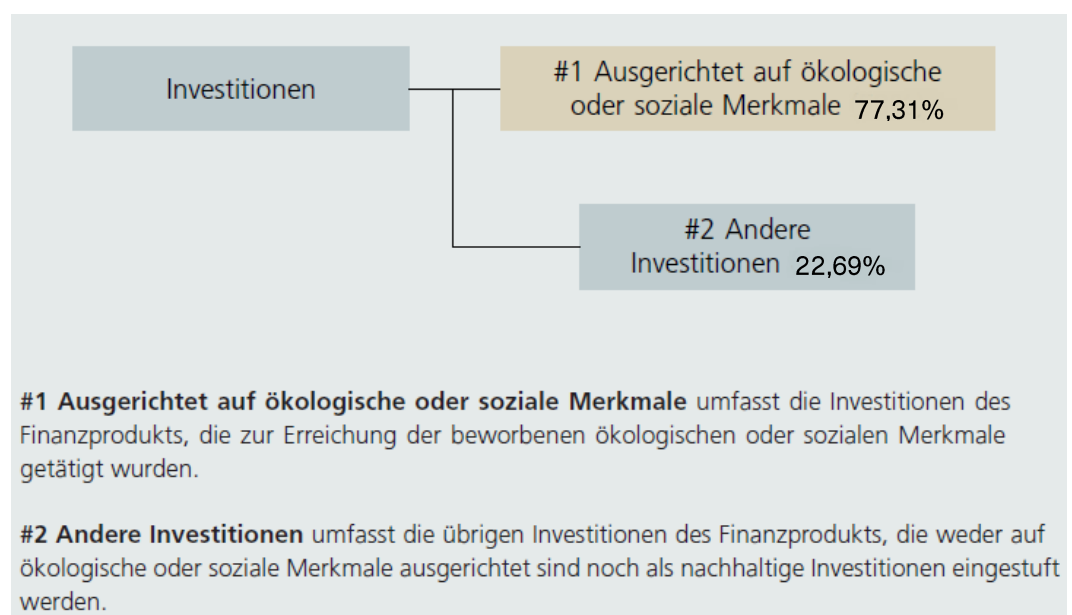 Investitionen
#1 Ausgerichtet auf ökologische
oder soziale Merkmale 77,31%
#2 Andere
Investitionen 22,69%
#1 Ausgerichtet auf ökologische oder soziale Merkmale umfasst die Investitionen des
Finanzprodukts, die zur Erreichung der beworbenen ökologischen oder sozialen Merkmale
getätigt wurden.
#2 Andere Investitionen umfasst die übrigen Investitionen des Finanzprodukts, die weder auf
ökologische oder soziale Merkmale ausgerichtet sind noch als nachhaltige Investitionen eingestuft
werden.